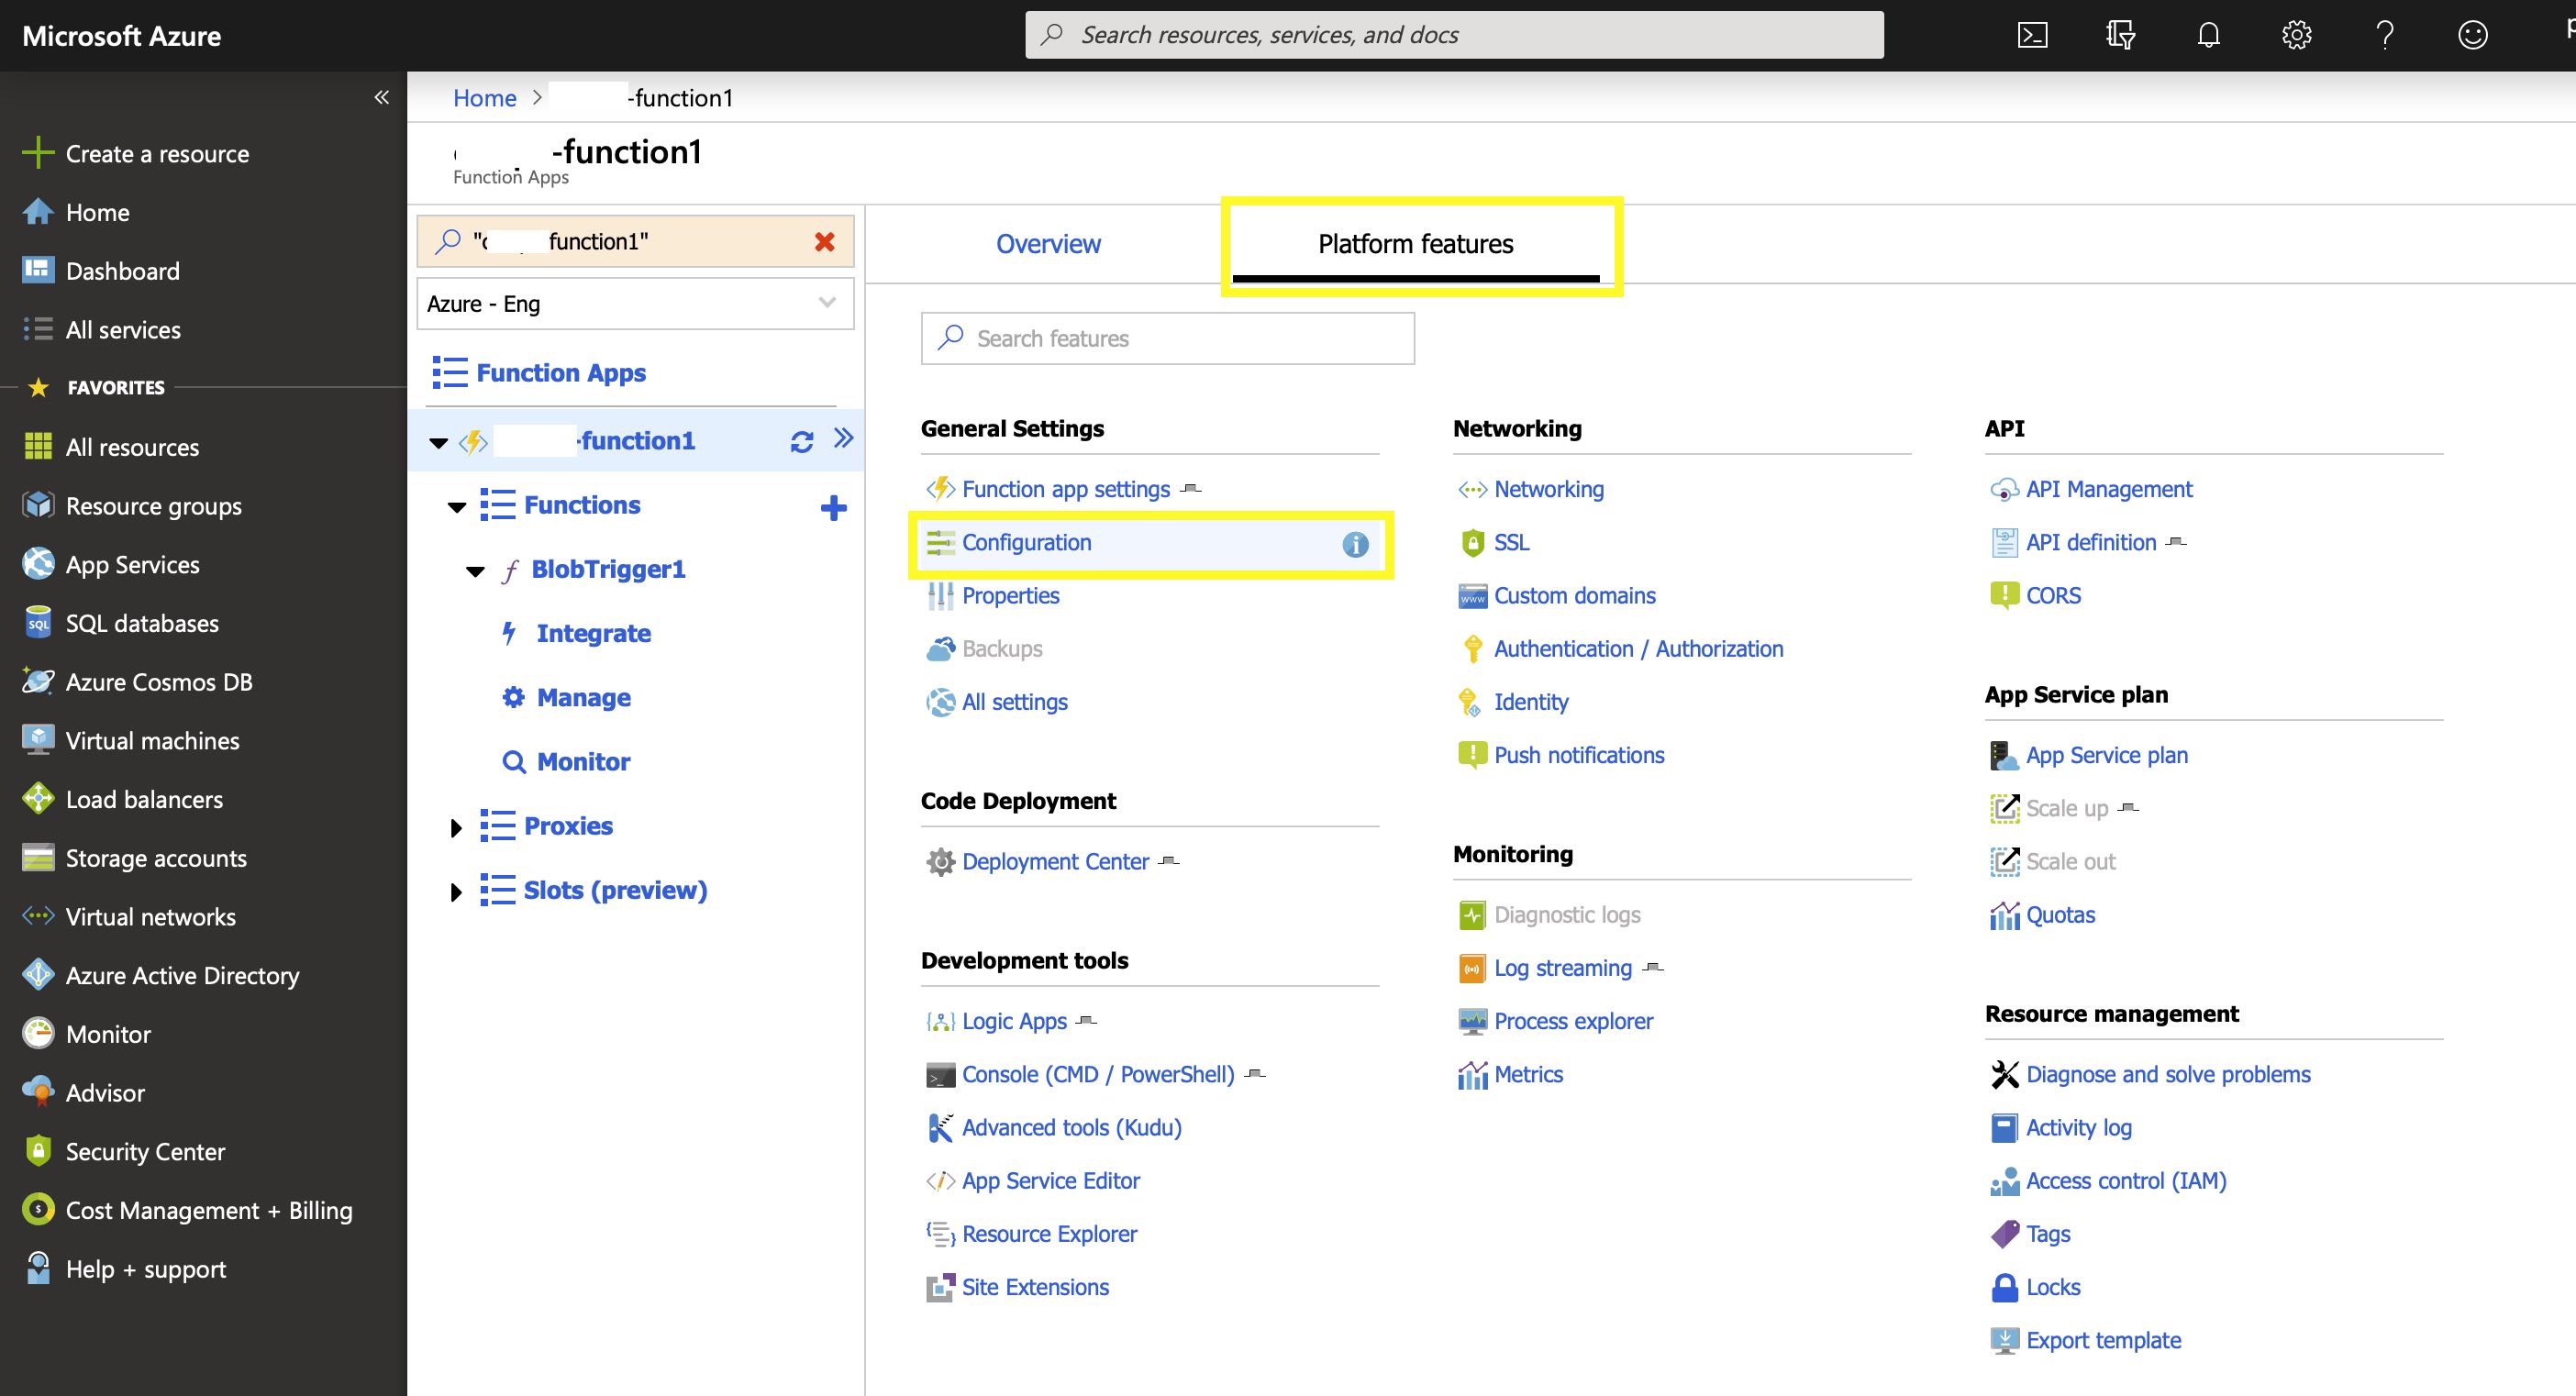 Microsoft Azure
Search resources, services, and docs
Create a resource
Home
Dashboard
All services
FAVORITES
All resources
Resource groups
App Services
SQL databases
Azure Cosmos DB
Virtual machines
Load balancers
Storage accounts
Virtual networks
Azure Active Directory
Monitor
Advisor
Security Center
Cost Management + Billing
Help + support
Home > -function1
-function1
Function Apps
function1"
Azure - Eng
Function Apps
-function1
Functions
BlobTrigger1
Integrate
Manage
Monitor
Proxies
Slots (preview)
Overview
Platform features
Search features
General Settings
Function app settings
Configuration
Properties
Backups
All settings
Code Deployment
Deployment Center
Development tools
Logic Apps
Console (CMD / PowerShell)
Advanced tools (Kudu)
App Service Editor
Resource Explorer
Site Extensions
Networking
Networking
SSL
Custom domains
Authentication / Authorization
Identity
Push notifications
Monitoring
Diagnostic logs
Log streaming
Process explorer
Metrics
API
API Management
API definition
CORS
App Service plan
App Service plan
Scale up
Scale out
Quotas
Resource management
Diagnose and solve problems
Activity log
Access control (IAM)
Tags
Locks
Export template